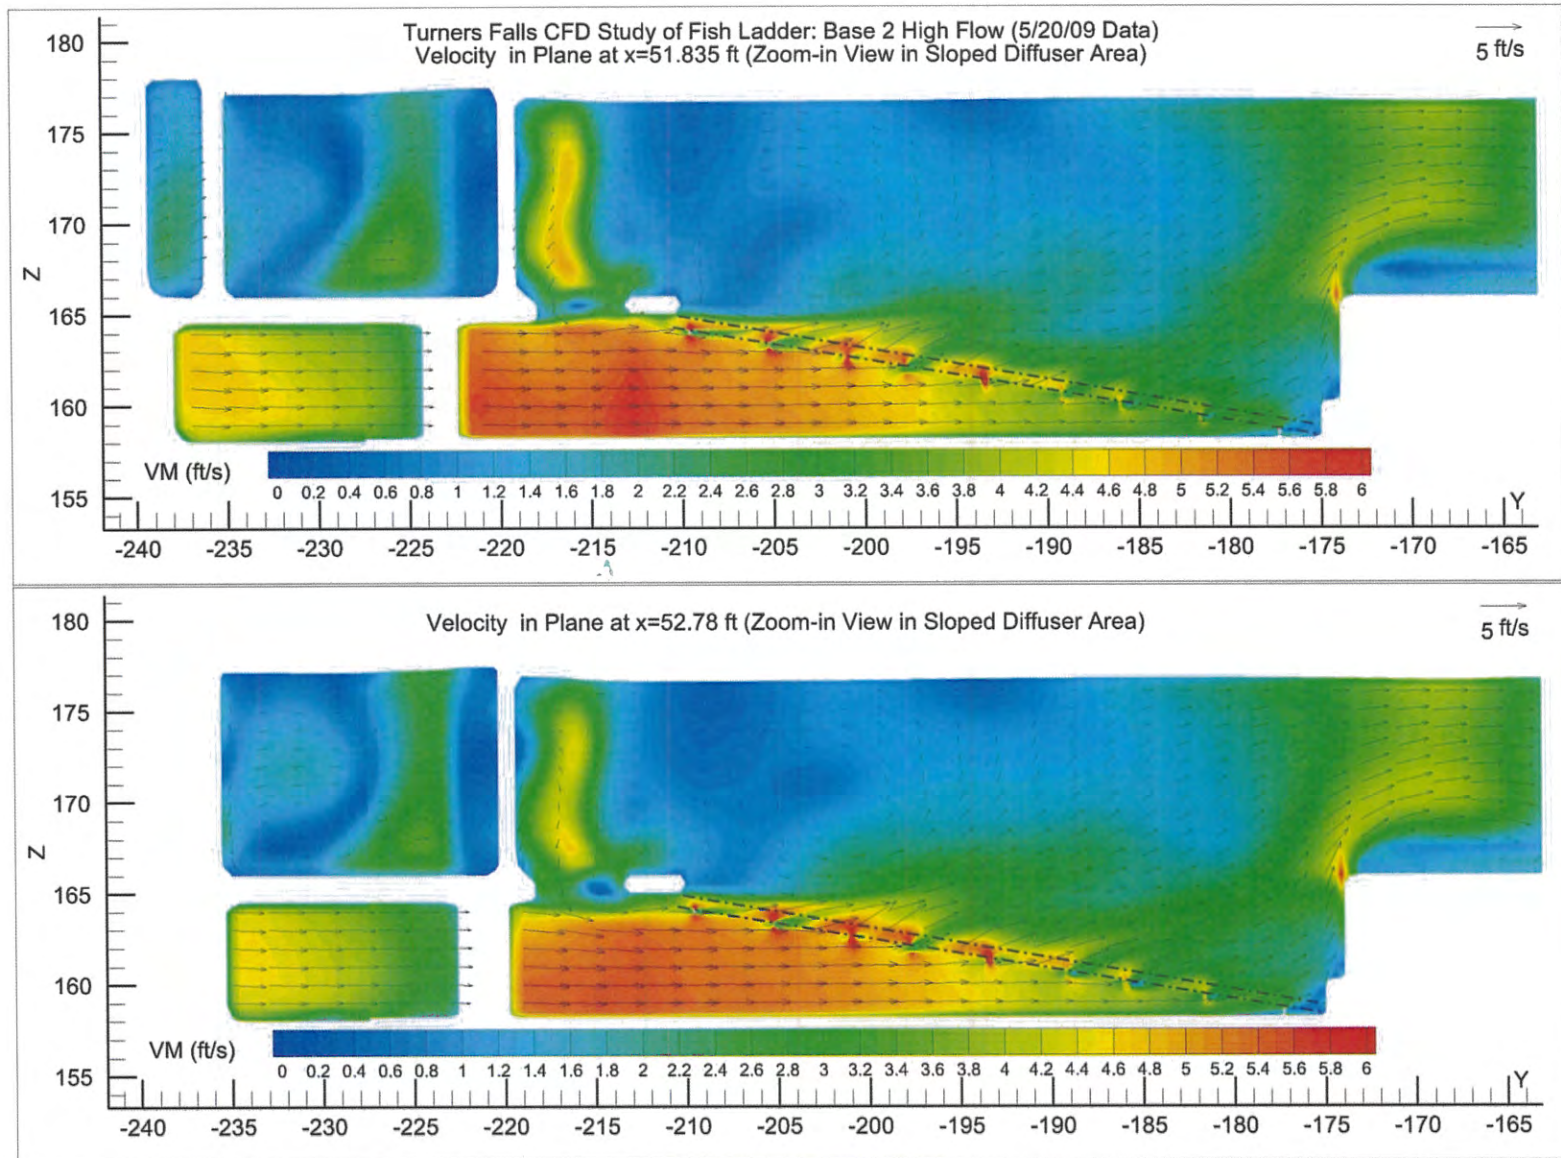 Turners Falls CFD Study of Fish Ladder: Base 2 High Flow (5/20/09 Data)
Velocity in Plane at x=51.835 ft (Zoom-in View in Sloped Diffuser Area)
5 ft/s
180
175
170
Z
165
160
155
VM (ft/s)
0 0.2 0.4 0.6 0.8 1 1.2 1.4 1.6 1.8 2 2.2 2.4 2.6 2.8 3 3.2 3.4 3.6 3.8 4 4.2 4.4 4.6 4.8 5 5.2 5.4 5.6 5.8 6
Y
-240 -235 -230 -225 -220 -215 -210 -205 -200 -195 -190 -185 -180 -175 -170 -165
Velocity in Plane at x=52.78 ft (Zoom-in View in Sloped Diffuser Area)
5 ft/s
180
175
170
Z
165
160
155
VM (ft/s)
0 0.2 0.4 0.6 0.8 1 1.2 1.4 1.6 1.8 2 2.2 2.4 2.6 2.8 3 3.2 3.4 3.6 3.8 4 4.2 4.4 4.6 4.8 5 5.2 5.4 5.6 5.8 6
Y
-240 -235 -230 -225 -220 -215 -210 -205 -200 -195 -190 -185 -180 -175 -170 -165